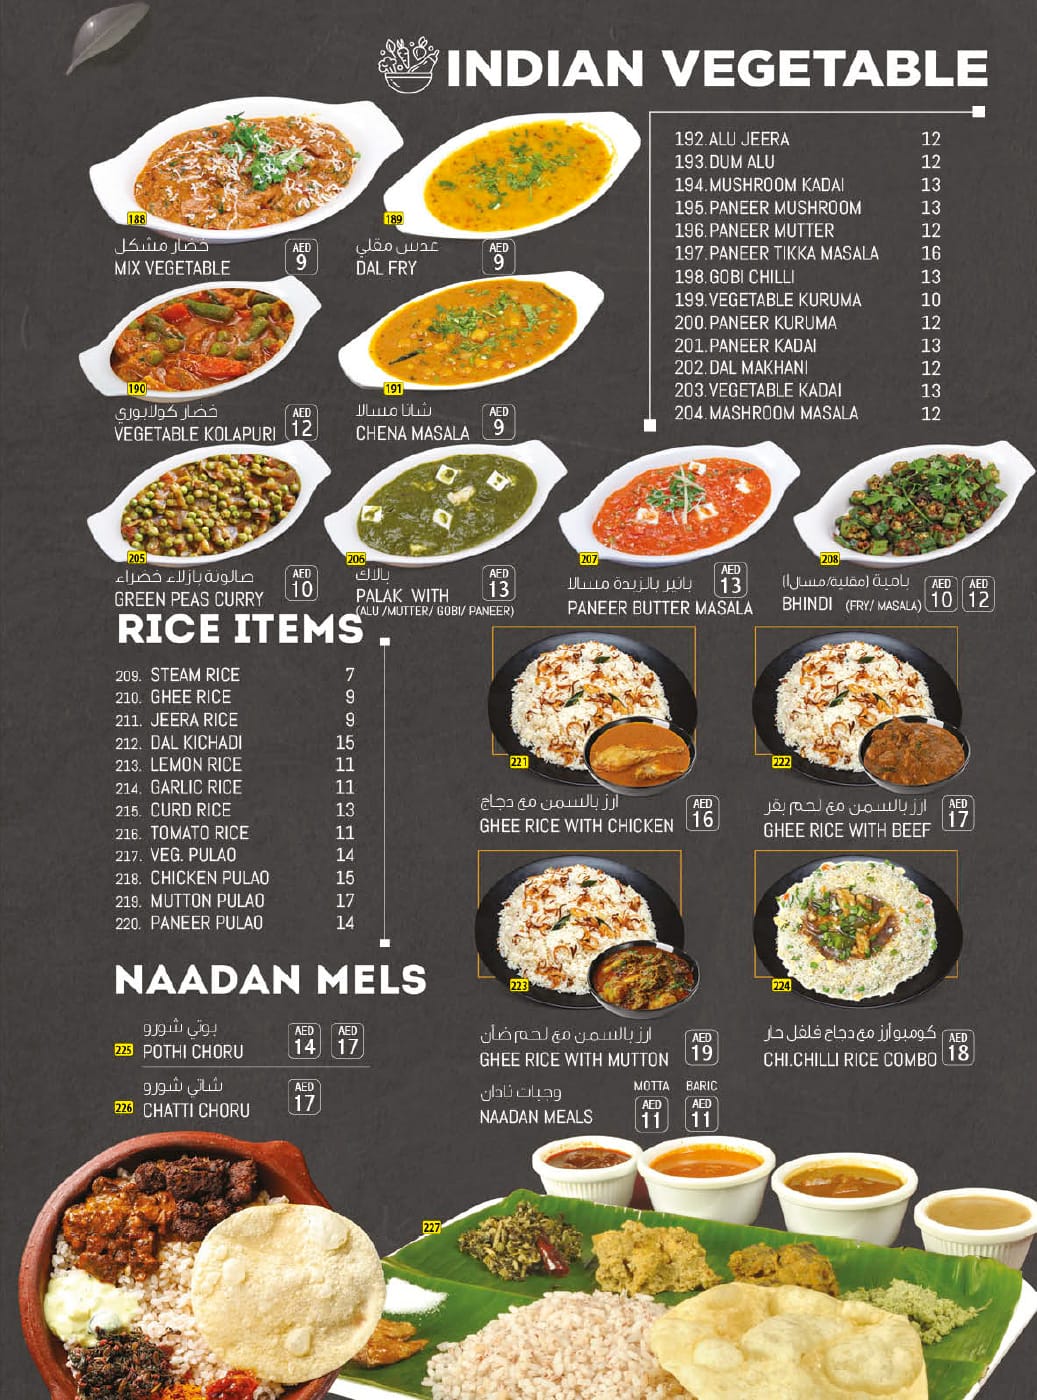 INDIAN VEGETABLE
188
خضار مشكل
MIX VEGETABLE
AED 9
189
عدس مقلي
DAL FRY
AED 9
190
خضار كولابوري
VEGETABLE KOLAPURI
AED 12
191
شانا مسالا
CHENA MASALA
AED 9
192. ALU JEERA 12
193. DUM ALU 12
194. MUSHROOM KADAI 13
195. PANEER MUSHROOM 13
196. PANEER MUTTER 12
197. PANEER TIKKA MASALA 16
198. GOBI CHILLI 13
199. VEGETABLE KURUMA 10
200. PANEER KURUMA 12
201. PANEER KADAI 13
202. DAL MAKHANI 12
203. VEGETABLE KADAI 13
204. MASHROOM MASALA 12
205
صالونة بازلاء خضراء
GREEN PEAS CURRY
AED 10
206
بالاك
PALAK WITH
(ALU /MUTTER/ GOBI/ PANEER)
AED 13
207
بانير بالزبدة مسالا
PANEER BUTTER MASALA
AED 13
208
بامية (مقلية/مسالا)
BHINDI (FRY/ MASALA)
AED 10
AED 12
RICE ITEMS
209. STEAM RICE 7
210. GHEE RICE 9
211. JEERA RICE 9
212. DAL KICHADI 15
213. LEMON RICE 11
214. GARLIC RICE 11
215. CURD RICE 13
216. TOMATO RICE 11
217. VEG. PULAO 14
218. CHICKEN PULAO 15
219. MUTTON PULAO 17
220. PANEER PULAO 14
221
ارز بالسمن مع دجاج
GHEE RICE WITH CHICKEN
AED 16
222
ارز بالسمن مع لحم بقر
GHEE RICE WITH BEEF
AED 17
223
ارز بالسمن مع لحم ضأن
GHEE RICE WITH MUTTON
AED 19
224
كومبو أرز مع دجاج فلفل حار
CHI.CHILLI RICE COMBO
AED 18
NAADAN MELS
225
بوتي شورو
POTHI CHORU
AED 14
AED 17
226
شاتي شورو
CHATTI CHORU
AED 17
وجبات نادان
NAADAN MEALS
MOTTA
AED 11
BARIC
AED 11
227